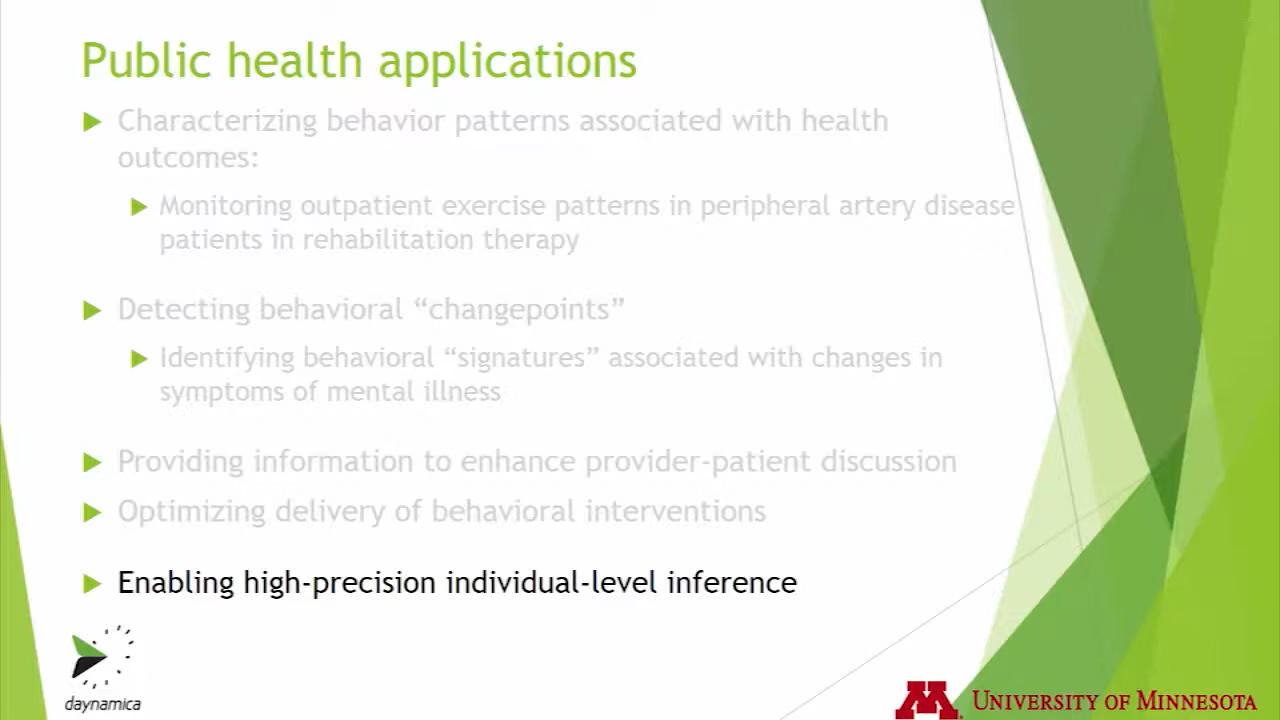 Public health applications
Characterizing behavior patterns associated with health
outcomes:
Monitoring outpatient exercise patterns in peripheral artery disease
patients in rehabilitation therapy
Detecting behavioral “changepoints”
Identifying behavioral “signatures” associated with changes in
symptoms of mental illness
Providing information to enhance provider-patient discussion
Optimizing delivery of behavioral interventions
Enabling high-precision individual-level inference
daynamica
M UNIVERSITY OF MINNESOTA